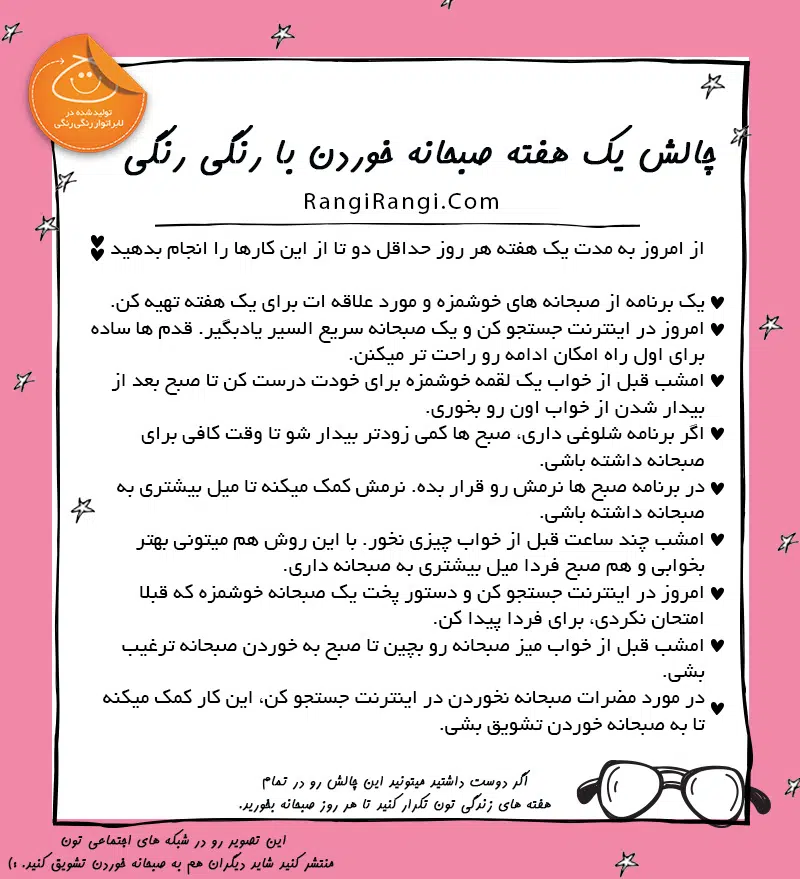 تولید شده در
لابراتوار رنگی رنگی
چالش یک هفته صبحانه خوردن با رنگی رنگی
RangiRangi.Com
از امروز به مدت یک هفته هر روز حداقل دو تا از این کارها را انجام بدهید
یک برنامه از صبحانه های خوشمزه و مورد علاقه ات برای یک هفته تهیه کن.
امروز در اینترنت جستجو کن و یک صبحانه سریع السیر یادبگیر. قدم ها ساده
برای اول راه امکان ادامه رو راحت تر میکنن.
امشب قبل از خواب یک لقمه خوشمزه برای خودت درست کن تا صبح بعد از
بیدار شدن از خواب اون رو بخوری.
اگر برنامه شلوغی داری، صبح ها کمی زودتر بیدار شو تا وقت کافی برای
صبحانه داشته باشی.
در برنامه صبح ها نرمش رو قرار بده. نرمش کمک میکنه تا میل بیشتری به
صبحانه داشته باشی.
امشب چند ساعت قبل از خواب چیزی نخور. با این روش هم میتونی بهتر
بخوابی و هم صبح فردا میل بیشتری به صبحانه داری.
امروز در اینترنت جستجو کن و دستور پخت یک صبحانه خوشمزه که قبلا
امتحان نکردی، برای فردا پیدا کن.
امشب قبل از خواب میز صبحانه رو بچین تا صبح به خوردن صبحانه ترغیب
بشی.
در مورد مضرات صبحانه نخوردن در اینترنت جستجو کن، این کار کمک میکنه
تا به صبحانه خوردن تشویق بشی.
اگر دوست داشتید میتونید این چالش رو در تمام
هفته های زندگی تون تکرار کنید تا هر روز صبحانه بخورید.
این تصویر رو در شبکه های اجتماعی تون
منتشر کنید شاید دیگران هم به صبحانه خوردن تشویق کنید. :)